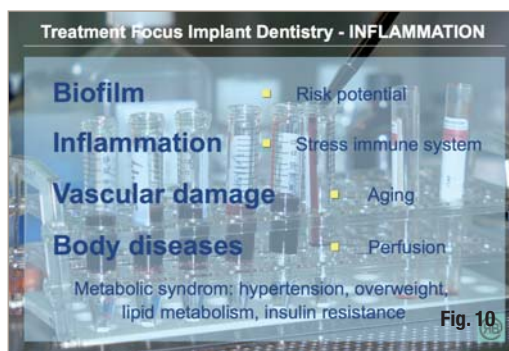 Treatment Focus Implant Dentistry - INFLAMMATION
Biofilm Risk potential
Inflammation Stress immune system
Vascular damage Aging
Body diseases Perfusion
Metabolic syndrom: hypertension, overweight,
lipid metabolism, insulin resistance
Fig. 10